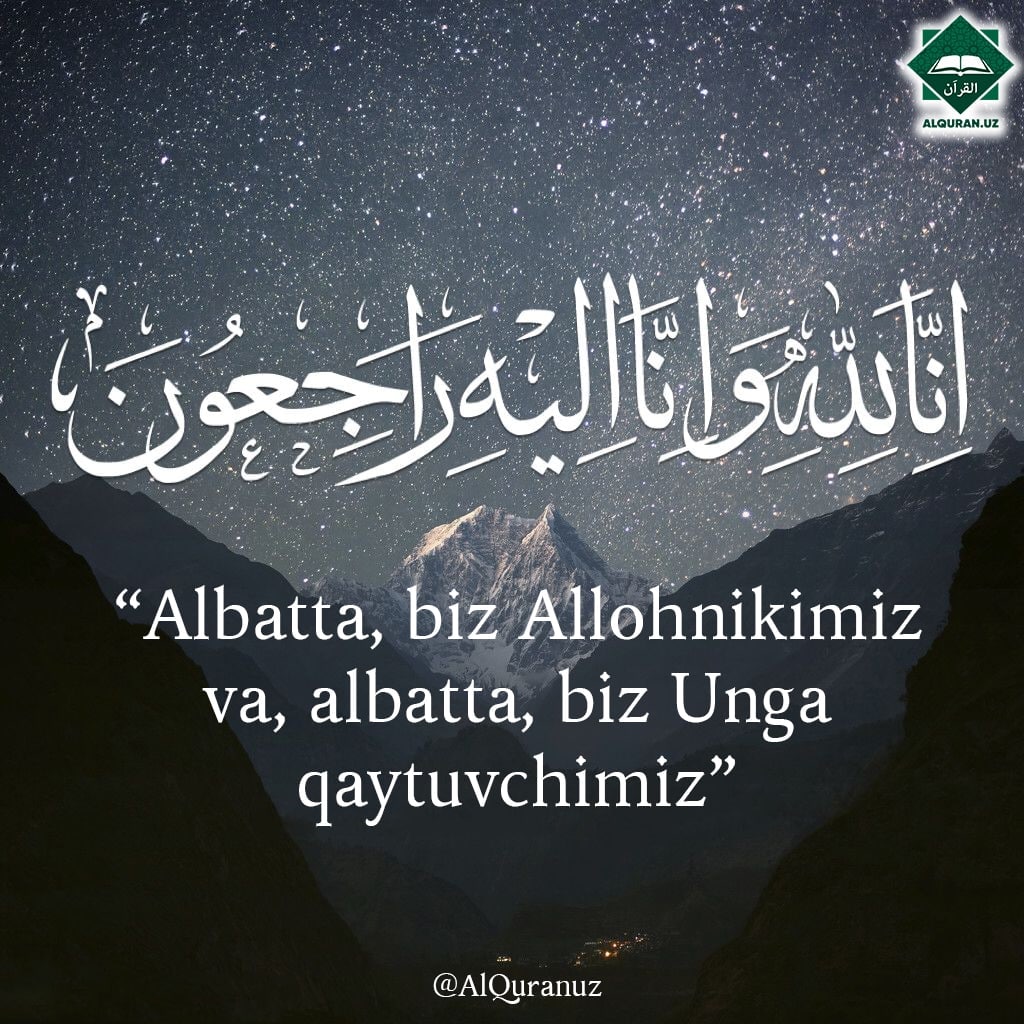 القرآن
ALQURAN.UZ
اِنَّا لِلّٰهِ وَاِنَّا اِلَيْهِ رَاجِعُونَ
“Albatta, biz Allohnikimiz
va, albatta, biz Unga
qaytuvchimiz”
@AlQuranuz